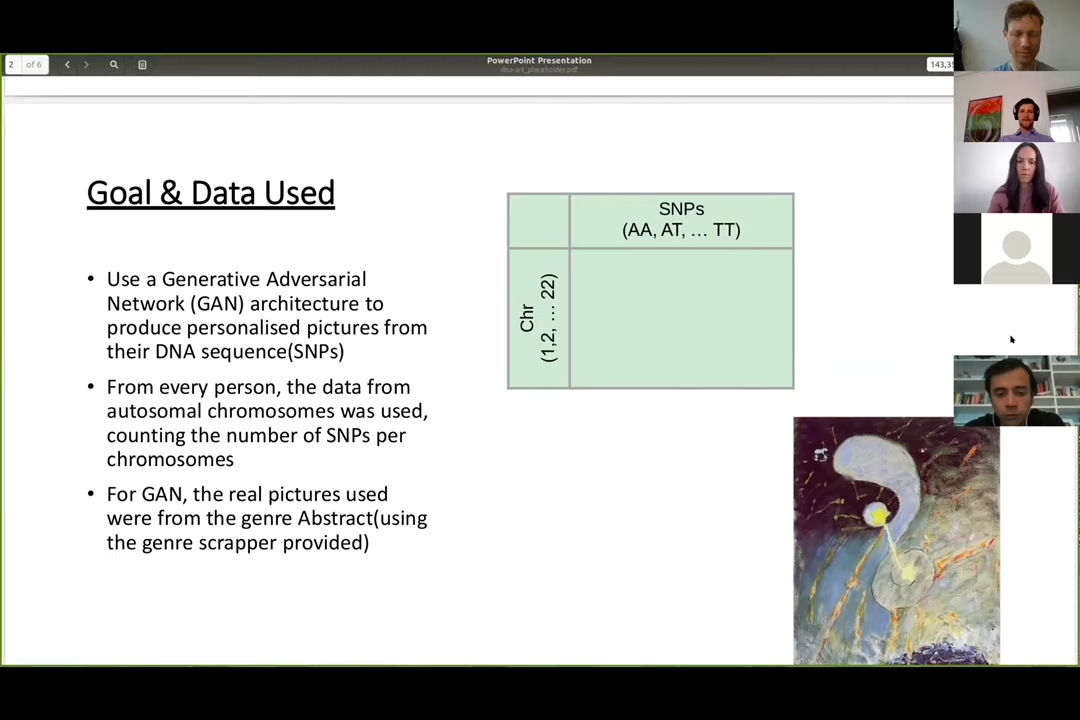 2 of 6
PowerPoint Presentation
dna-art_placeholder.pdf
Goal & Data Used
• Use a Generative Adversarial
Network (GAN) architecture to
produce personalised pictures from
their DNA sequence(SNPs)
• From every person, the data from
autosomal chromosomes was used,
counting the number of SNPs per
chromosomes
• For GAN, the real pictures used
were from the genre Abstract(using
the genre scrapper provided)
SNPs
(AA, AT, … TT)
Chr
(1,2, … 22)